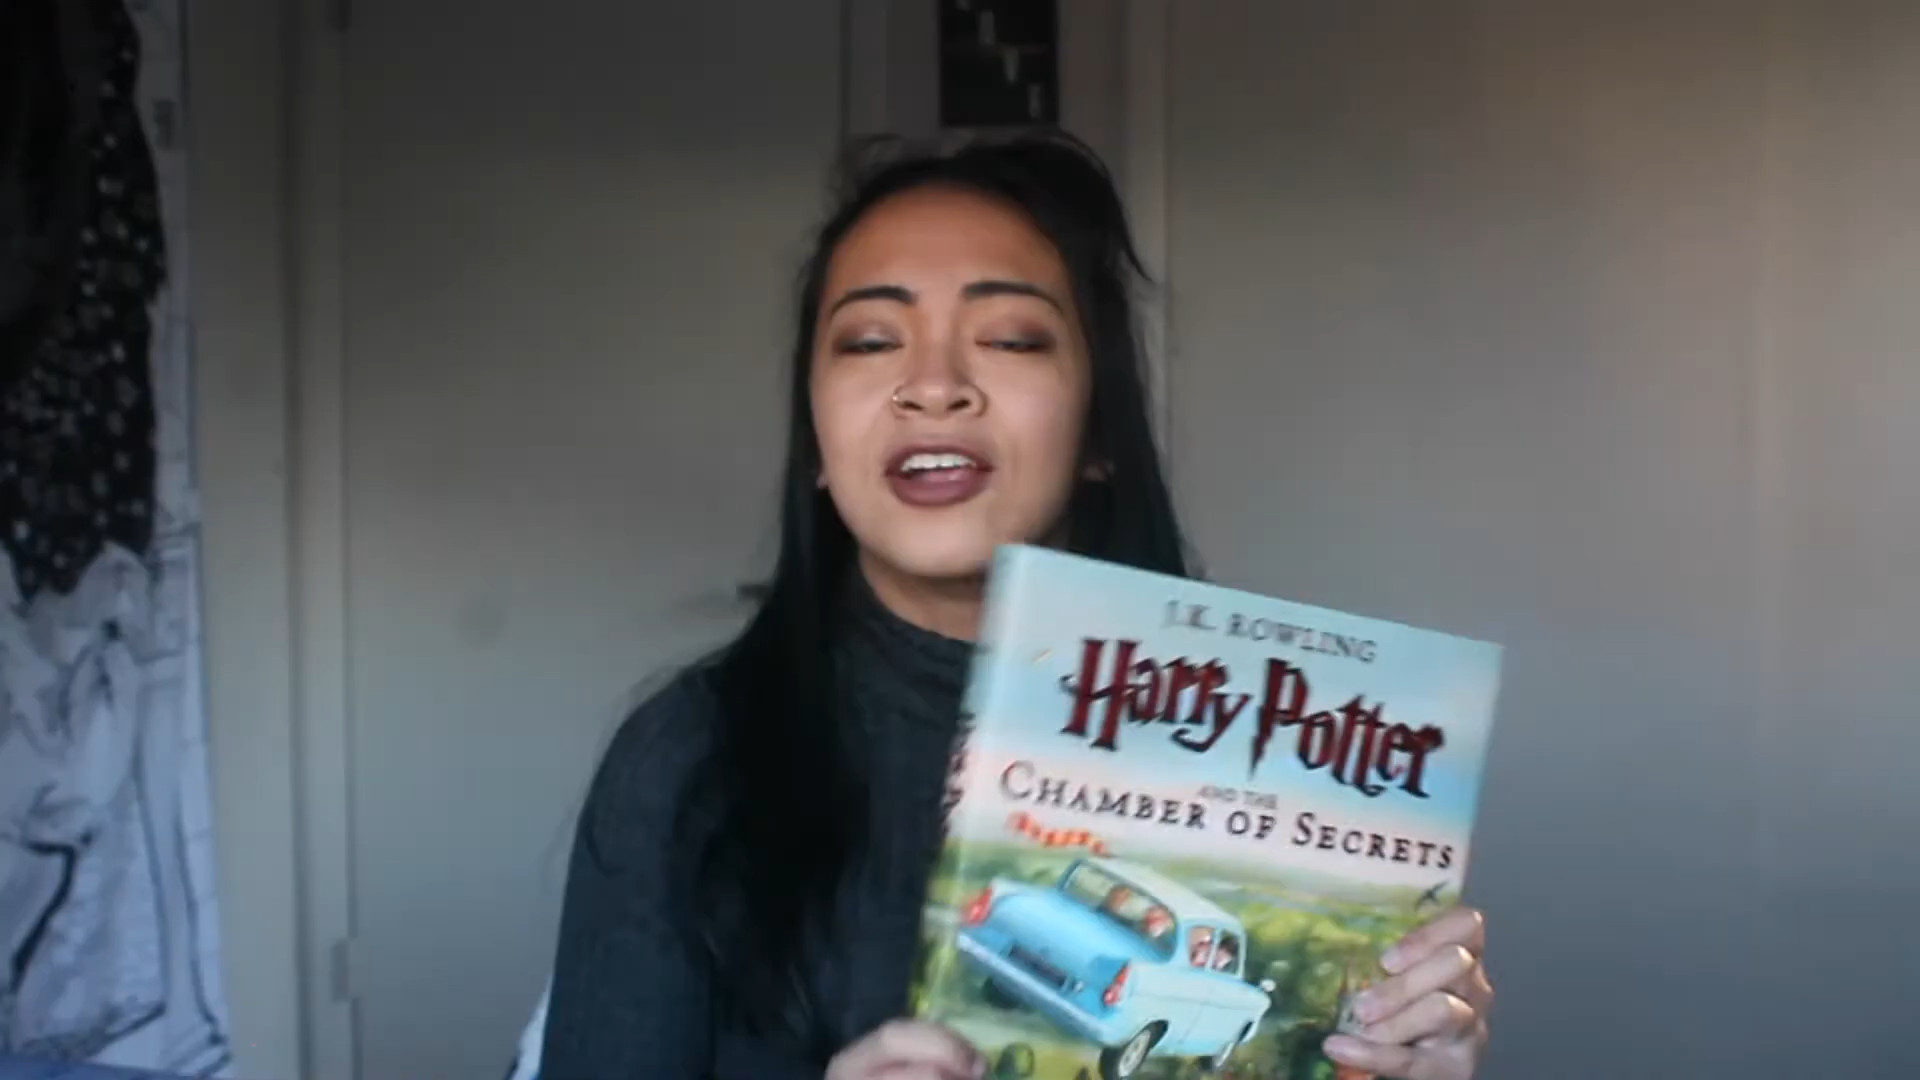 J.K. ROWLING
Harry Potter
AND THE
CHAMBER OF SECRETS